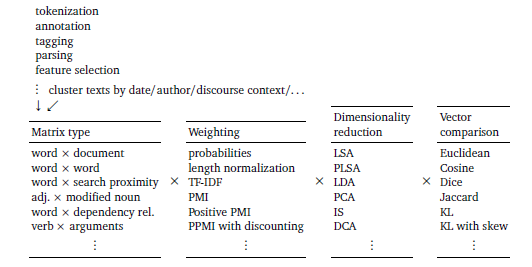 tokenization
annotation
tagging
parsing
feature selection
⋮ cluster texts by date/author/discourse context/...
↓ ↙
Matrix type
word × document
word × word
word × search proximity
adj. × modified noun
word × dependency rel.
verb × arguments
⋮
×
Weighting
probabilities
length normalization
TF-IDF
PMI
Positive PMI
PPMI with discounting
⋮
×
Dimensionality
reduction
LSA
PLSA
LDA
PCA
IS
DCA
⋮
×
Vector
comparison
Euclidean
Cosine
Dice
Jaccard
KL
KL with skew
⋮